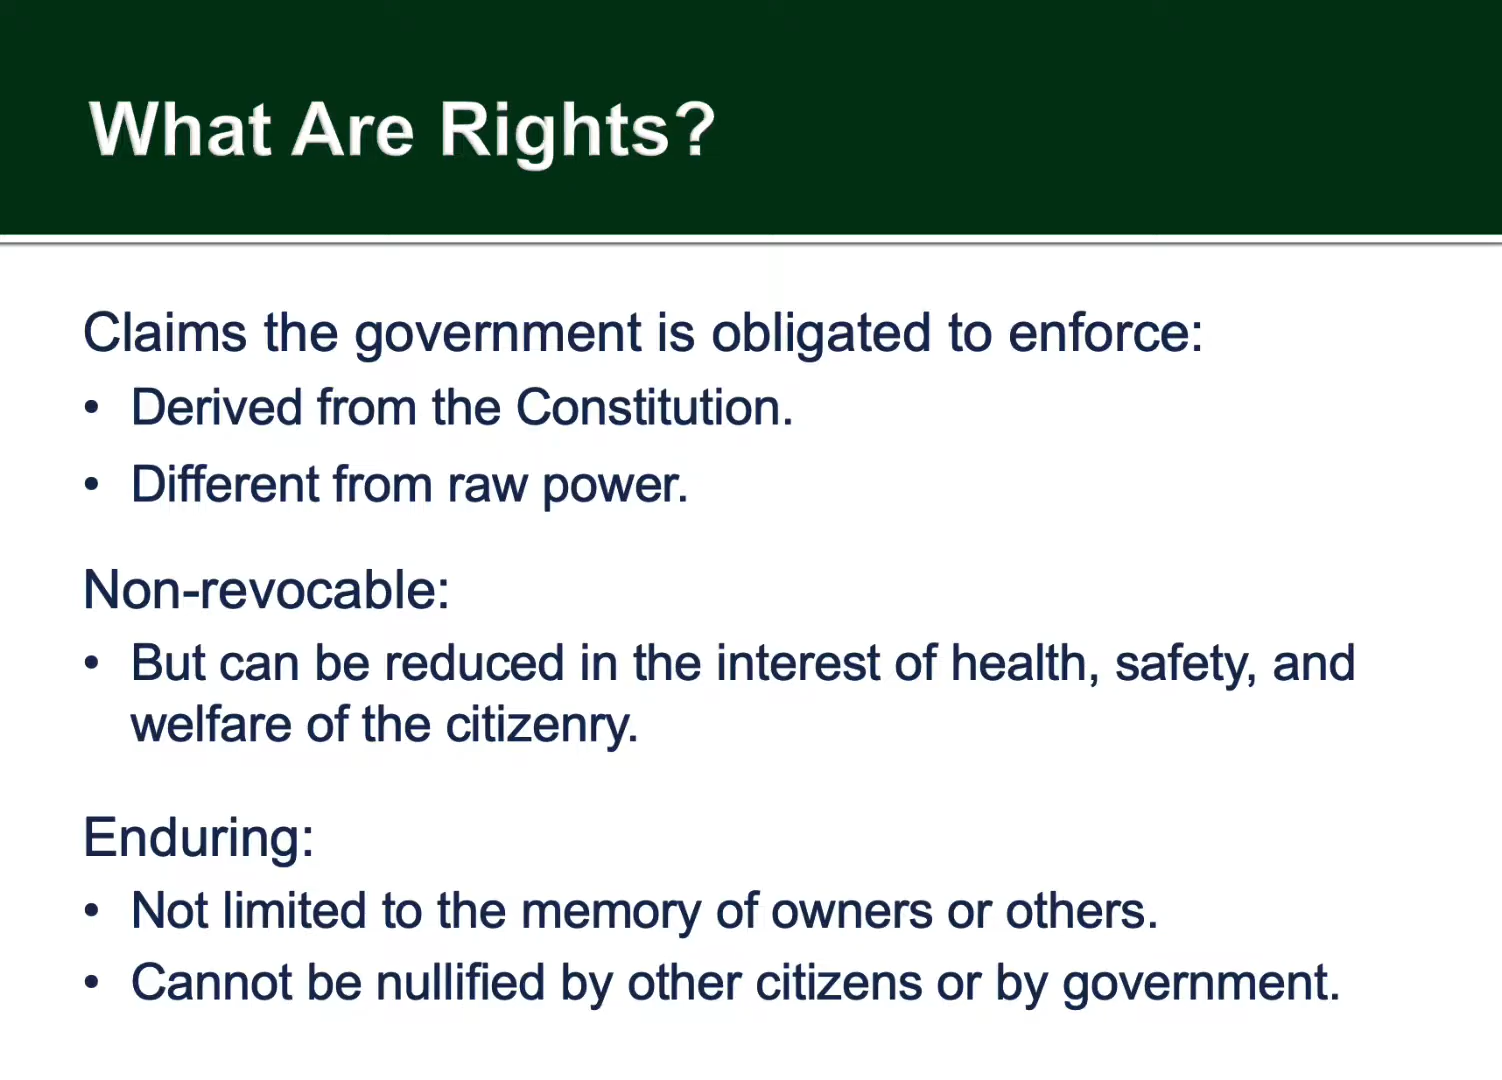 What Are Rights?
Claims the government is obligated to enforce:
• Derived from the Constitution.
• Different from raw power.
Non-revocable:
• But can be reduced in the interest of health, safety, and
welfare of the citizenry.
Enduring:
• Not limited to the memory of owners or others.
• Cannot be nullified by other citizens or by government.